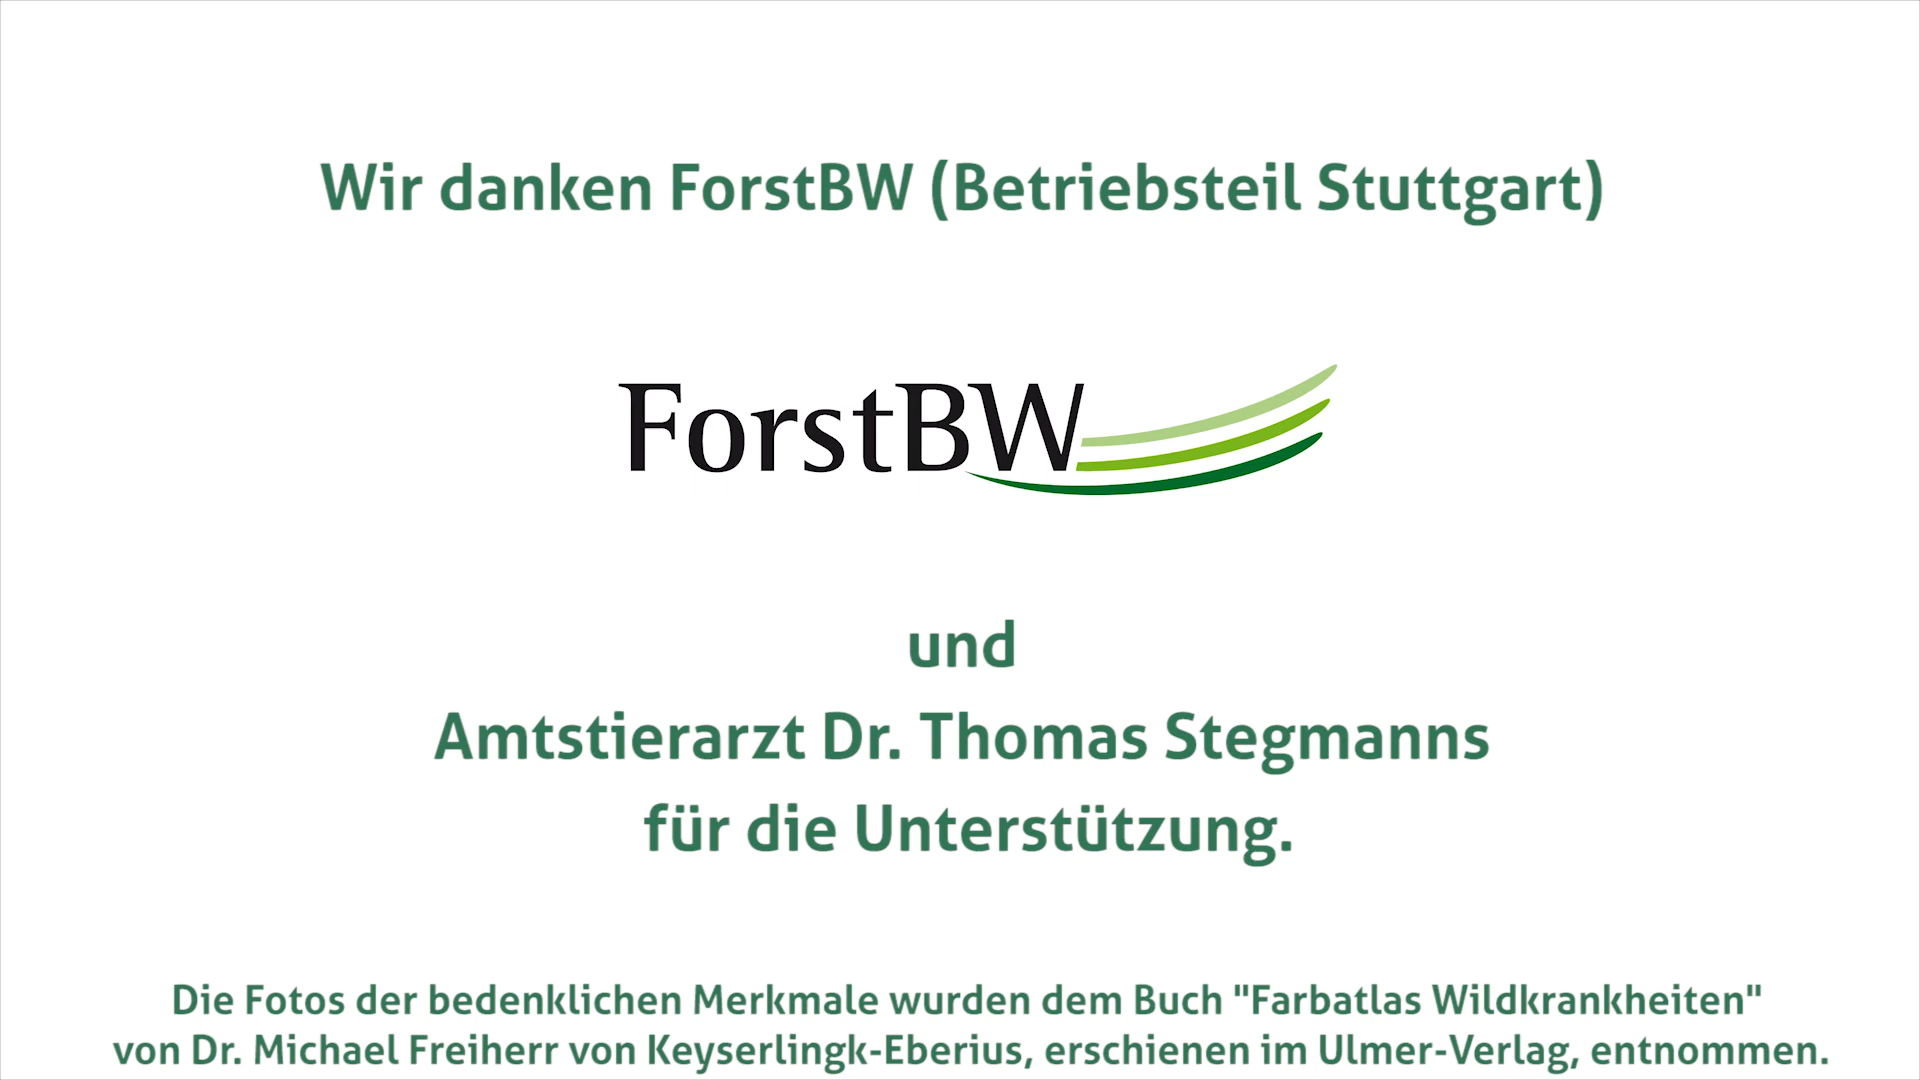 Wir danken ForstBW (Betriebsteil Stuttgart)
ForstBW
und
Amtstierarzt Dr. Thomas Stegmanns
für die Unterstützung.
Die Fotos der bedenklichen Merkmale wurden dem Buch "Farbatlas Wildkrankheiten"
von Dr. Michael Freiherr von Keyserlingk-Eberius, erschienen im Ulmer-Verlag, entnommen.